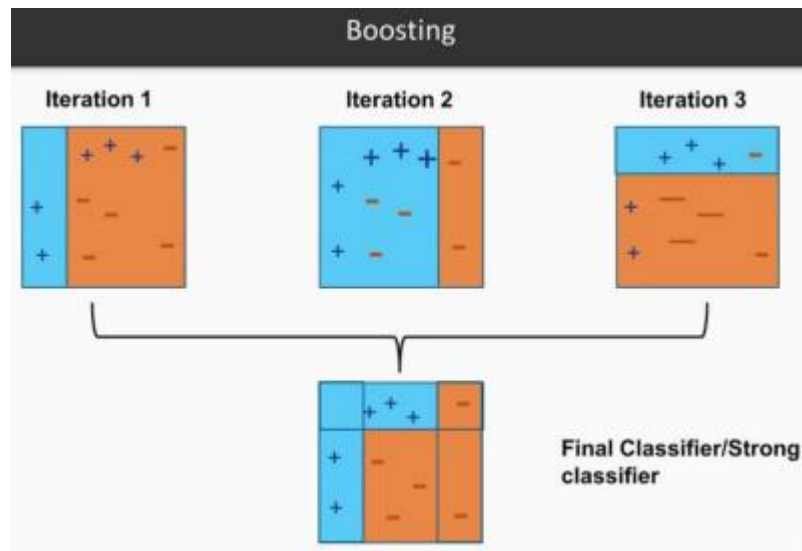 Boosting
Iteration 1
Iteration 2
Iteration 3
Final Classifier/Strong
classifier